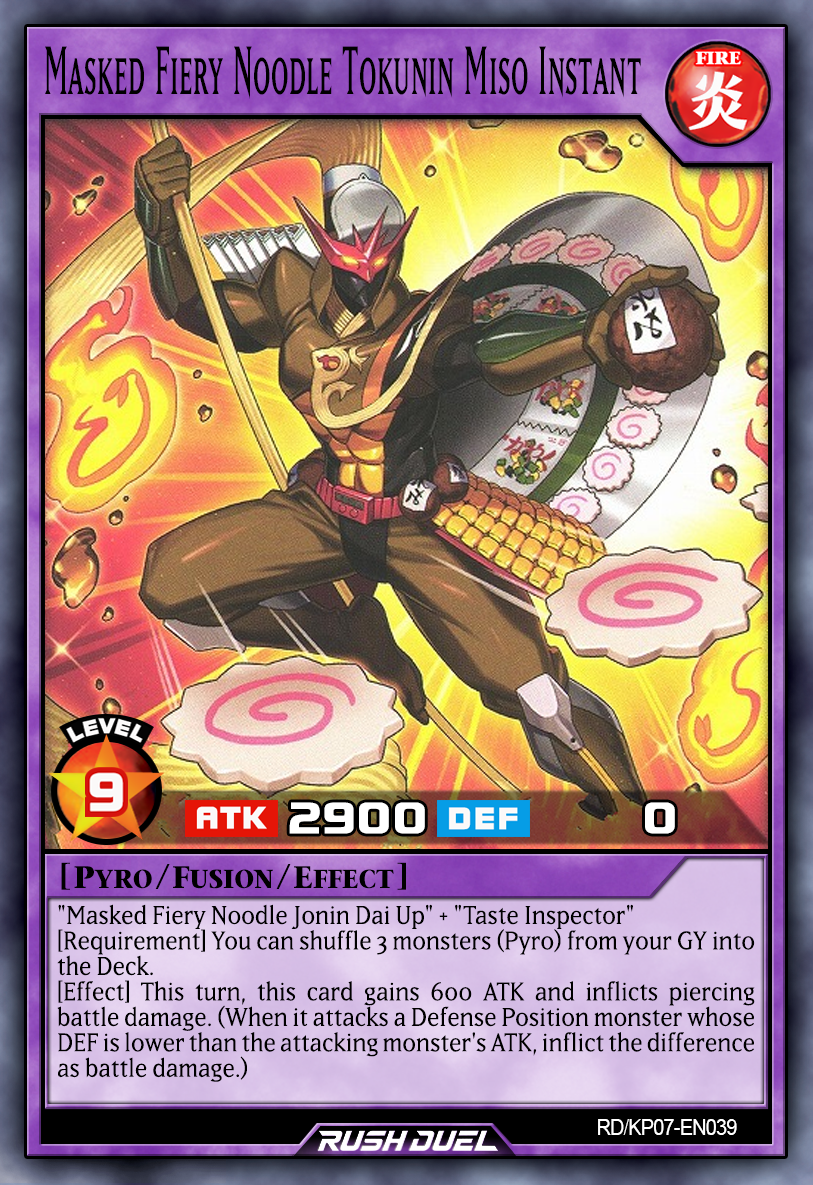 Masked Fiery Noodle Tokunin Miso Instant
FIRE
炎
みそ
LEVEL
9
ATK 2900 DEF 0
[Pyro/Fusion/Effect]
"Masked Fiery Noodle Jonin Dai Up" + "Taste Inspector"
[Requirement] You can shuffle 3 monsters (Pyro) from your GY into
the Deck.
[Effect] This turn, this card gains 600 ATK and inflicts piercing
battle damage. (When it attacks a Defense Position monster whose
DEF is lower than the attacking monster's ATK, inflict the difference
as battle damage.)
RD/KP07-EN039
RUSH DUEL